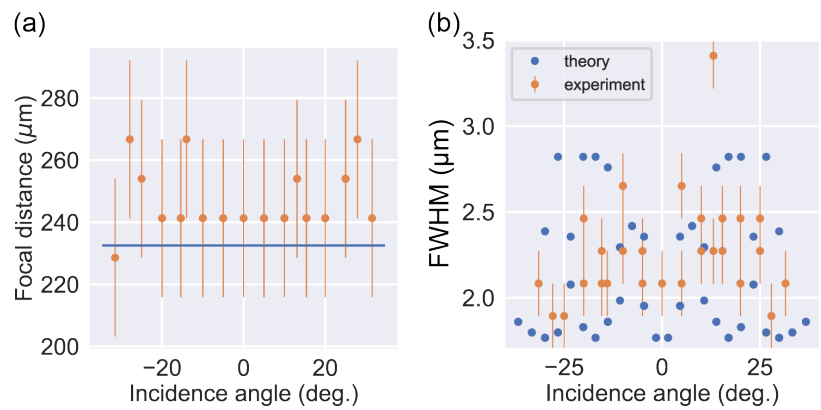 (a)
Focal distance (μm)
280
260
240
220
200
−20
0
20
Incidence angle (deg.)
(b)
FWHM (μm)
3.5
3.0
2.5
2.0
theory
experiment
−25
0
25
Incidence angle (deg.)